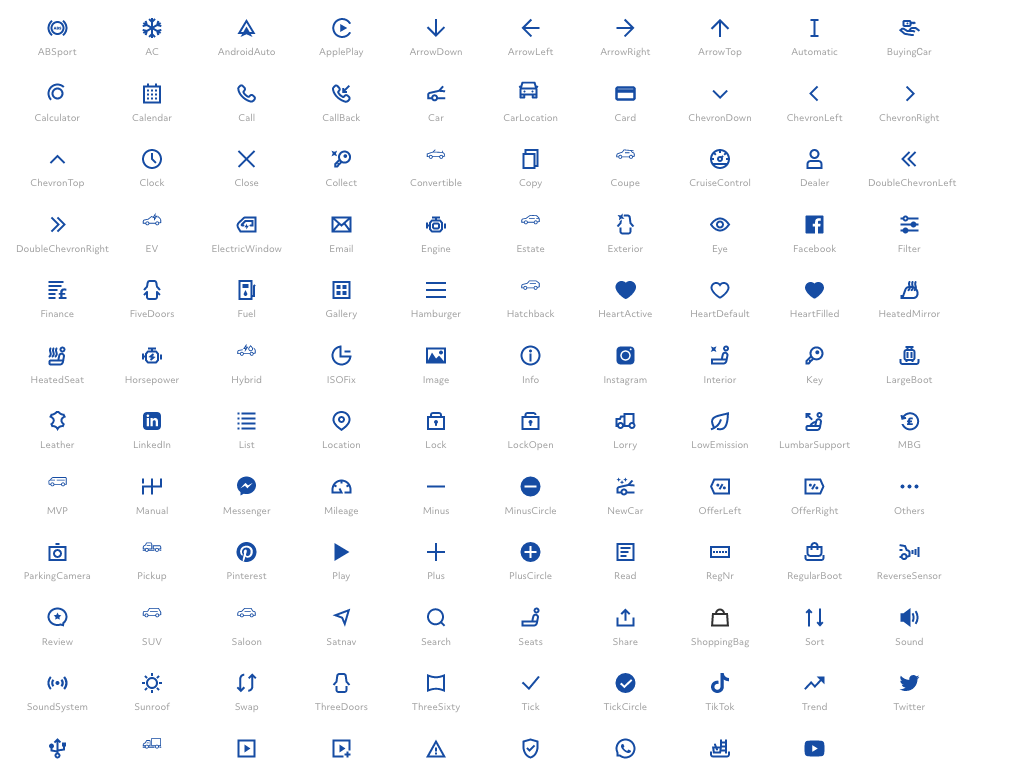 ABSport AC AndroidAuto ApplePlay ArrowDown ArrowLeft ArrowRight ArrowTop Automatic BuyingCar
Calculator Calendar Call CallBack Car CarLocation Card ChevronDown ChevronLeft ChevronRight
ChevronTop Clock Close Collect Convertible Copy Coupe CruiseControl Dealer DoubleChevronLeft
DoubleChevronRight EV ElectricWindow Email Engine Estate Exterior Eye Facebook Filter
Finance FiveDoors Fuel Gallery Hamburger Hatchback HeartActive HeartDefault HeartFilled HeatedMirror
HeatedSeat Horsepower Hybrid ISOFix Image Info Instagram Interior Key LargeBoot
Leather LinkedIn List Location Lock LockOpen Lorry LowEmission LumbarSupport MBG
MVP Manual Messenger Mileage Minus MinusCircle NewCar OfferLeft OfferRight Others
ParkingCamera Pickup Pinterest Play Plus PlusCircle Read RegNr RegularBoot ReverseSensor
Review SUV Saloon Satnav Search Seats Share ShoppingBag Sort Sound
SoundSystem Sunroof Swap ThreeDoors ThreeSixty Tick TickCircle TikTok Trend Twitter